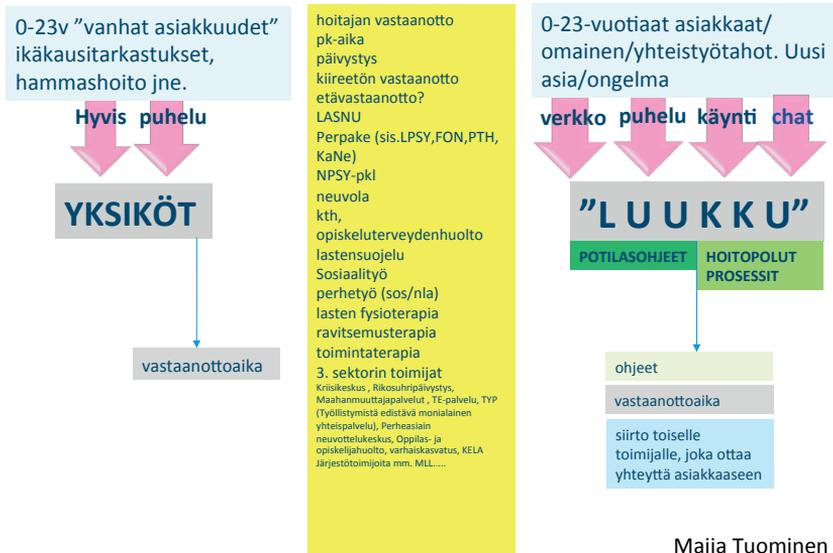 0-23v ”vanhat asiakkuudet”
ikäkausitarkastukset,
hammashoito jne.
Hyvis puhelu
YKSIKÖT
vastaanottoaika
hoitajan vastaanotto
pk-aika
päivystys
kiireetön vastaanotto
etävastaanotto?
LASNU
Perpake (sis.LPSY,FON,PTH,
KaNe)
NPSY-pkl
neuvola
kth,
opiskeluterveydenhuolto
lastensuojelu
Sosiaalityö
perhetyö (sos/nla)
lasten fysioterapia
ravitsemusterapia
toimintaterapia
3. sektorin toimijat
Kriisikeskus , Rikosuhripäivystys,
Maahanmuuttajapalvelut , TE-palvelu, TYP
(Työllistymistä edistävä monialainen
yhteispalvelu), Perheasiain
neuvottelukeskus, Oppilas- ja
opiskelijahuolto, varhaiskasvatus, KELA
Järjestötoimijoita mm. MLL.....
0-23-vuotiaat asiakkaat/
omainen/yhteistyötahot. Uusi
asia/ongelma
verkko puhelu käynti chat
”L U U K K U”
POTILASOHJEET
HOITOPOLUT
PROSESSIT
ohjeet
vastaanottoaika
siirto toiselle
toimijalle, joka ottaa
yhteyttä asiakkaaseen
Maija Tuominen